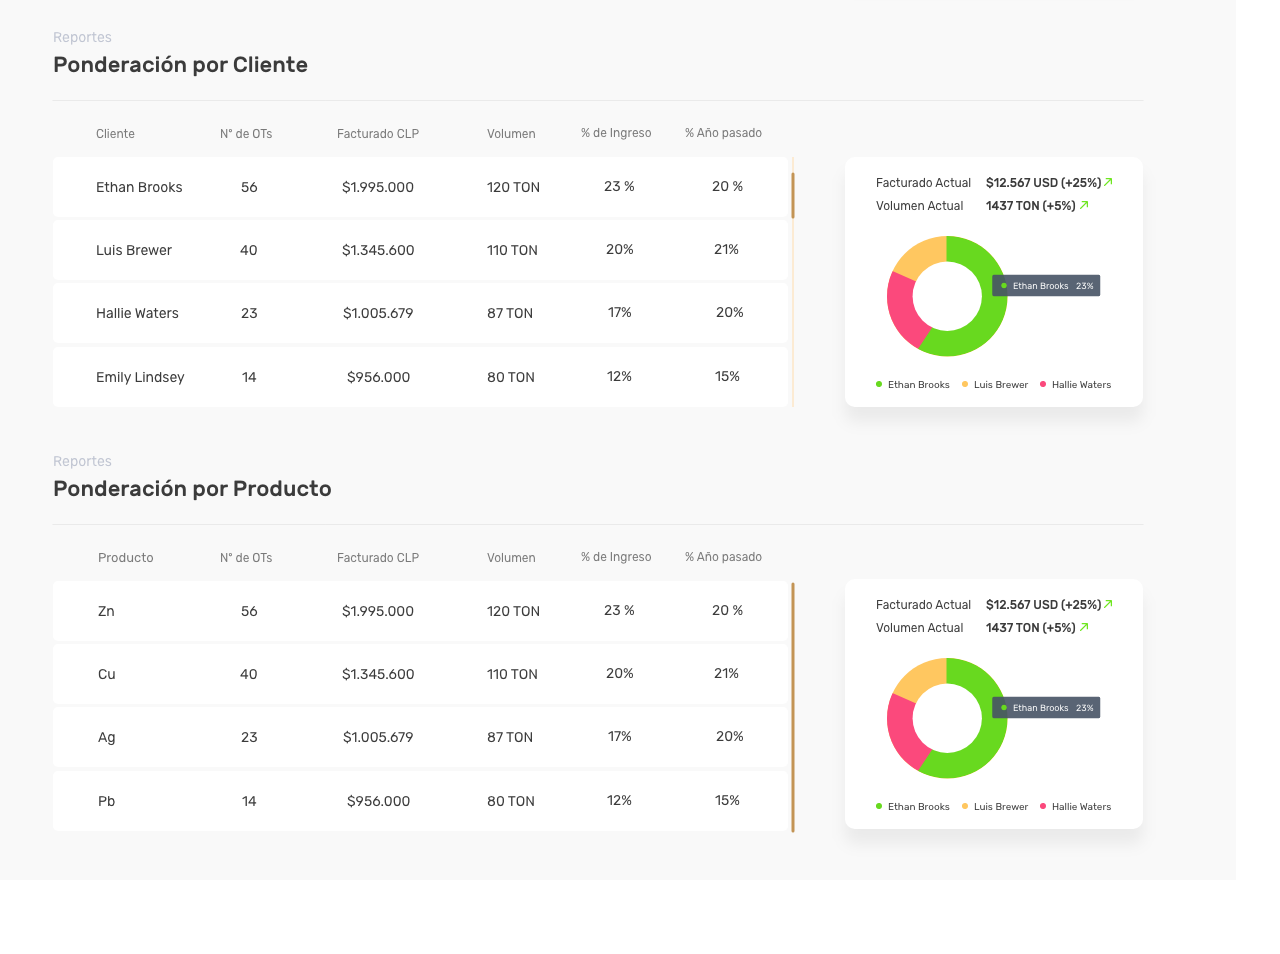 Reportes
Ponderación por Cliente
Cliente Nº de OTs Facturado CLP Volumen % de Ingreso % Año pasado
Ethan Brooks 56 $1.995.000 120 TON 23 % 20 %
Luis Brewer 40 $1.345.600 110 TON 20% 21%
Hallie Waters 23 $1.005.679 87 TON 17% 20%
Emily Lindsey 14 $956.000 80 TON 12% 15%
Facturado Actual $12.567 USD (+25%)
Volumen Actual 1437 TON (+5%)
Ethan Brooks 23%
Ethan Brooks Luis Brewer Hallie Waters
Reportes
Ponderación por Producto
Producto Nº de OTs Facturado CLP Volumen % de Ingreso % Año pasado
Zn 56 $1.995.000 120 TON 23 % 20 %
Cu 40 $1.345.600 110 TON 20% 21%
Ag 23 $1.005.679 87 TON 17% 20%
Pb 14 $956.000 80 TON 12% 15%
Facturado Actual $12.567 USD (+25%)
Volumen Actual 1437 TON (+5%)
Ethan Brooks 23%
Ethan Brooks Luis Brewer Hallie Waters